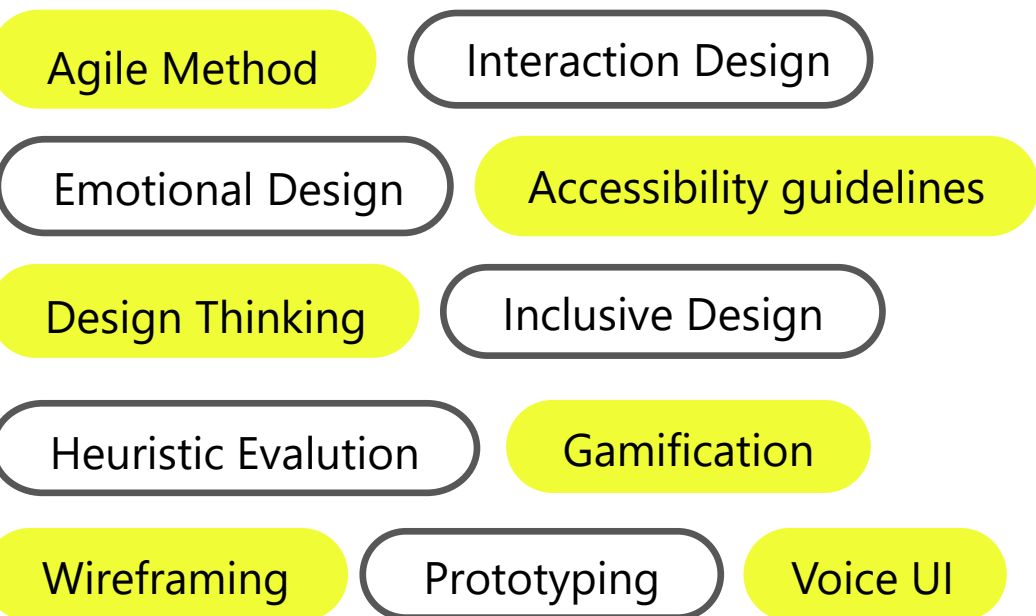 Agile Method Interaction Design
Emotional Design Accessibility guidelines
Design Thinking Inclusive Design
Heuristic Evalution Gamification
Wireframing Prototyping Voice UI